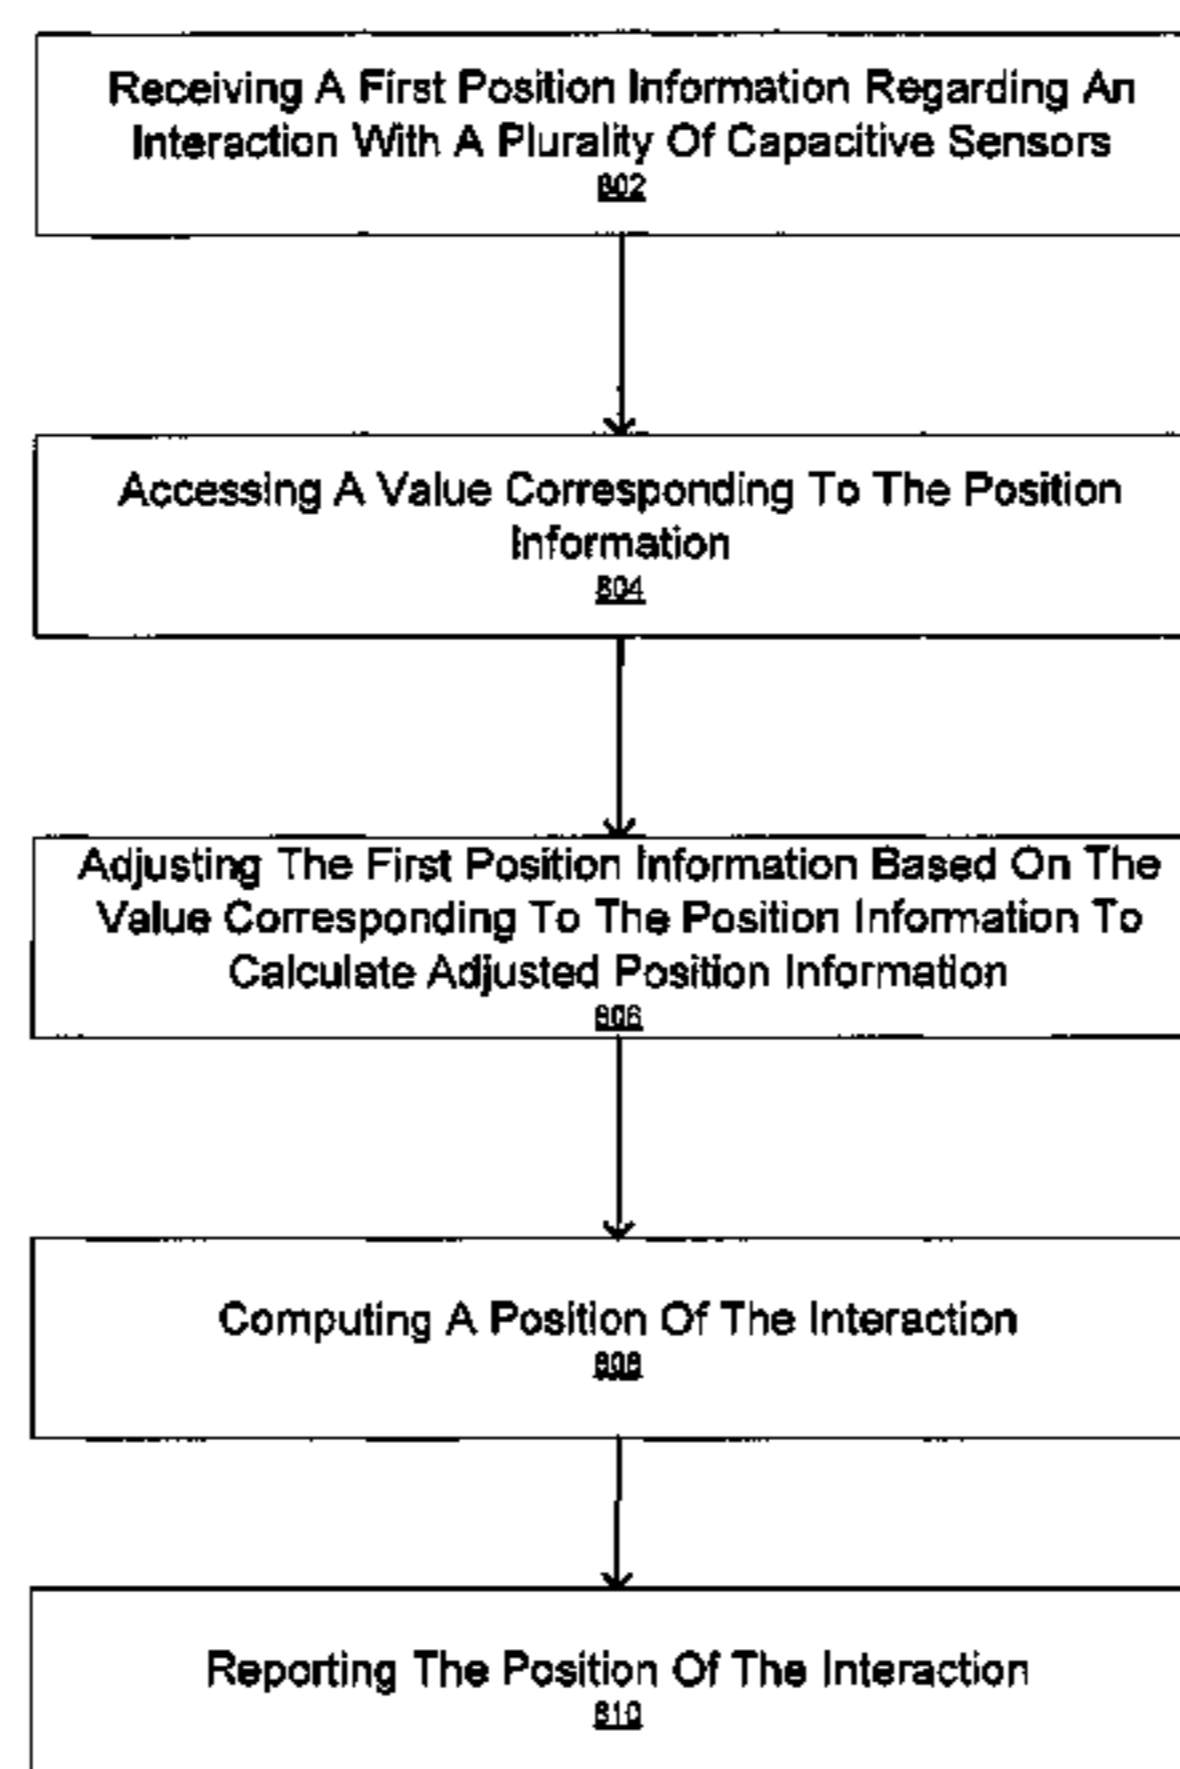 Receiving A First Position Information Regarding An
Interaction With A Plurality Of Capacitive Sensors
802
Accessing A Value Corresponding To The Position
Information
804
Adjusting The First Position Information Based On The
Value Corresponding To The Position Information To
Calculate Adjusted Position Information
806
Computing A Position Of The Interaction
808
Reporting The Position Of The Interaction
810